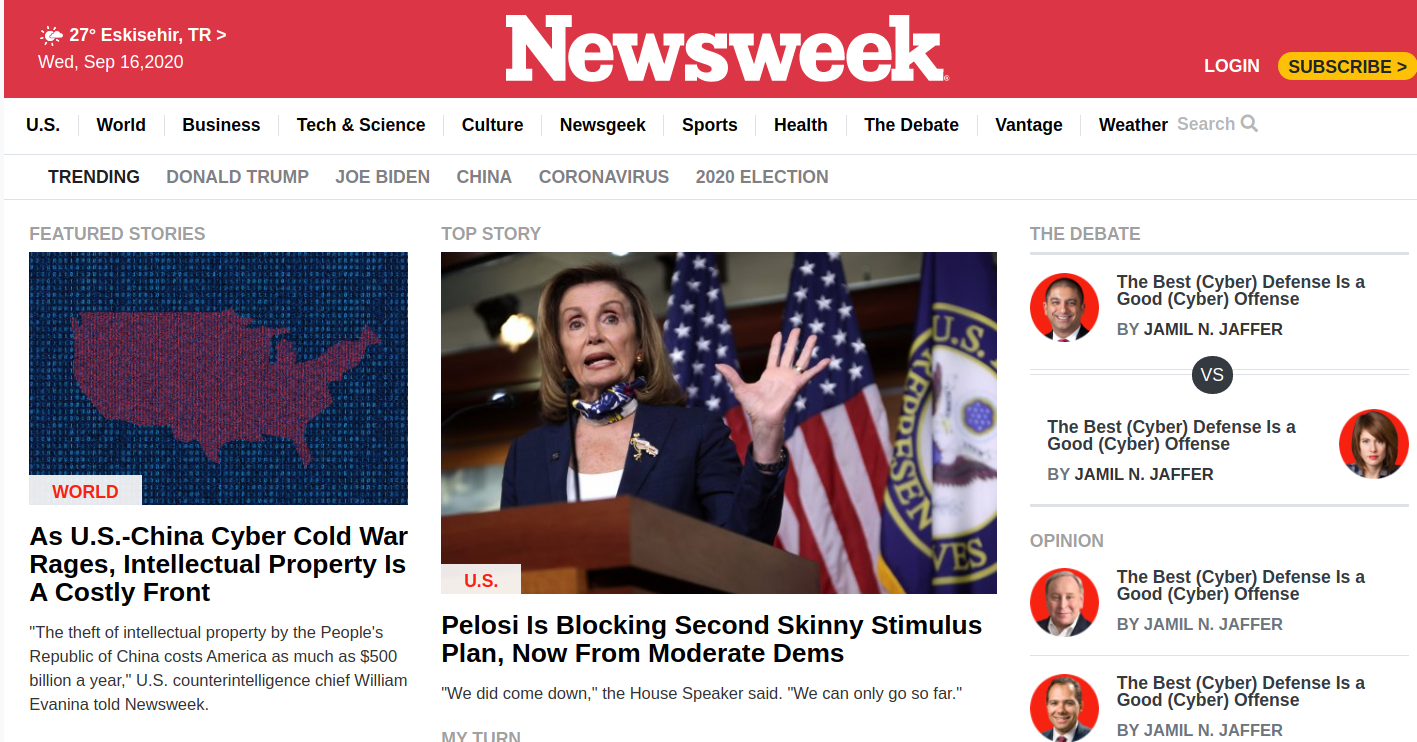 27° Eskisehir, TR >
Wed, Sep 16,2020
Newsweek
LOGIN
SUBSCRIBE >
U.S.
World
Business
Tech & Science
Culture
Newsgeek
Sports
Health
The Debate
Vantage
Weather
Search
TRENDING
DONALD TRUMP
JOE BIDEN
CHINA
CORONAVIRUS
2020 ELECTION
FEATURED STORIES
WORLD
As U.S.-China Cyber Cold War
Rages, Intellectual Property Is
A Costly Front
"The theft of intellectual property by the People's
Republic of China costs America as much as $500
billion a year," U.S. counterintelligence chief William
Evanina told Newsweek.
TOP STORY
U.S.
Pelosi Is Blocking Second Skinny Stimulus
Plan, Now From Moderate Dems
"We did come down," the House Speaker said. "We can only go so far."
MY TURN
THE DEBATE
The Best (Cyber) Defense Is a
Good (Cyber) Offense
BY JAMIL N. JAFFER
VS
The Best (Cyber) Defense Is a
Good (Cyber) Offense
BY JAMIL N. JAFFER
OPINION
The Best (Cyber) Defense Is a
Good (Cyber) Offense
BY JAMIL N. JAFFER
The Best (Cyber) Defense Is a
Good (Cyber) Offense
BY JAMIL N. JAFFER